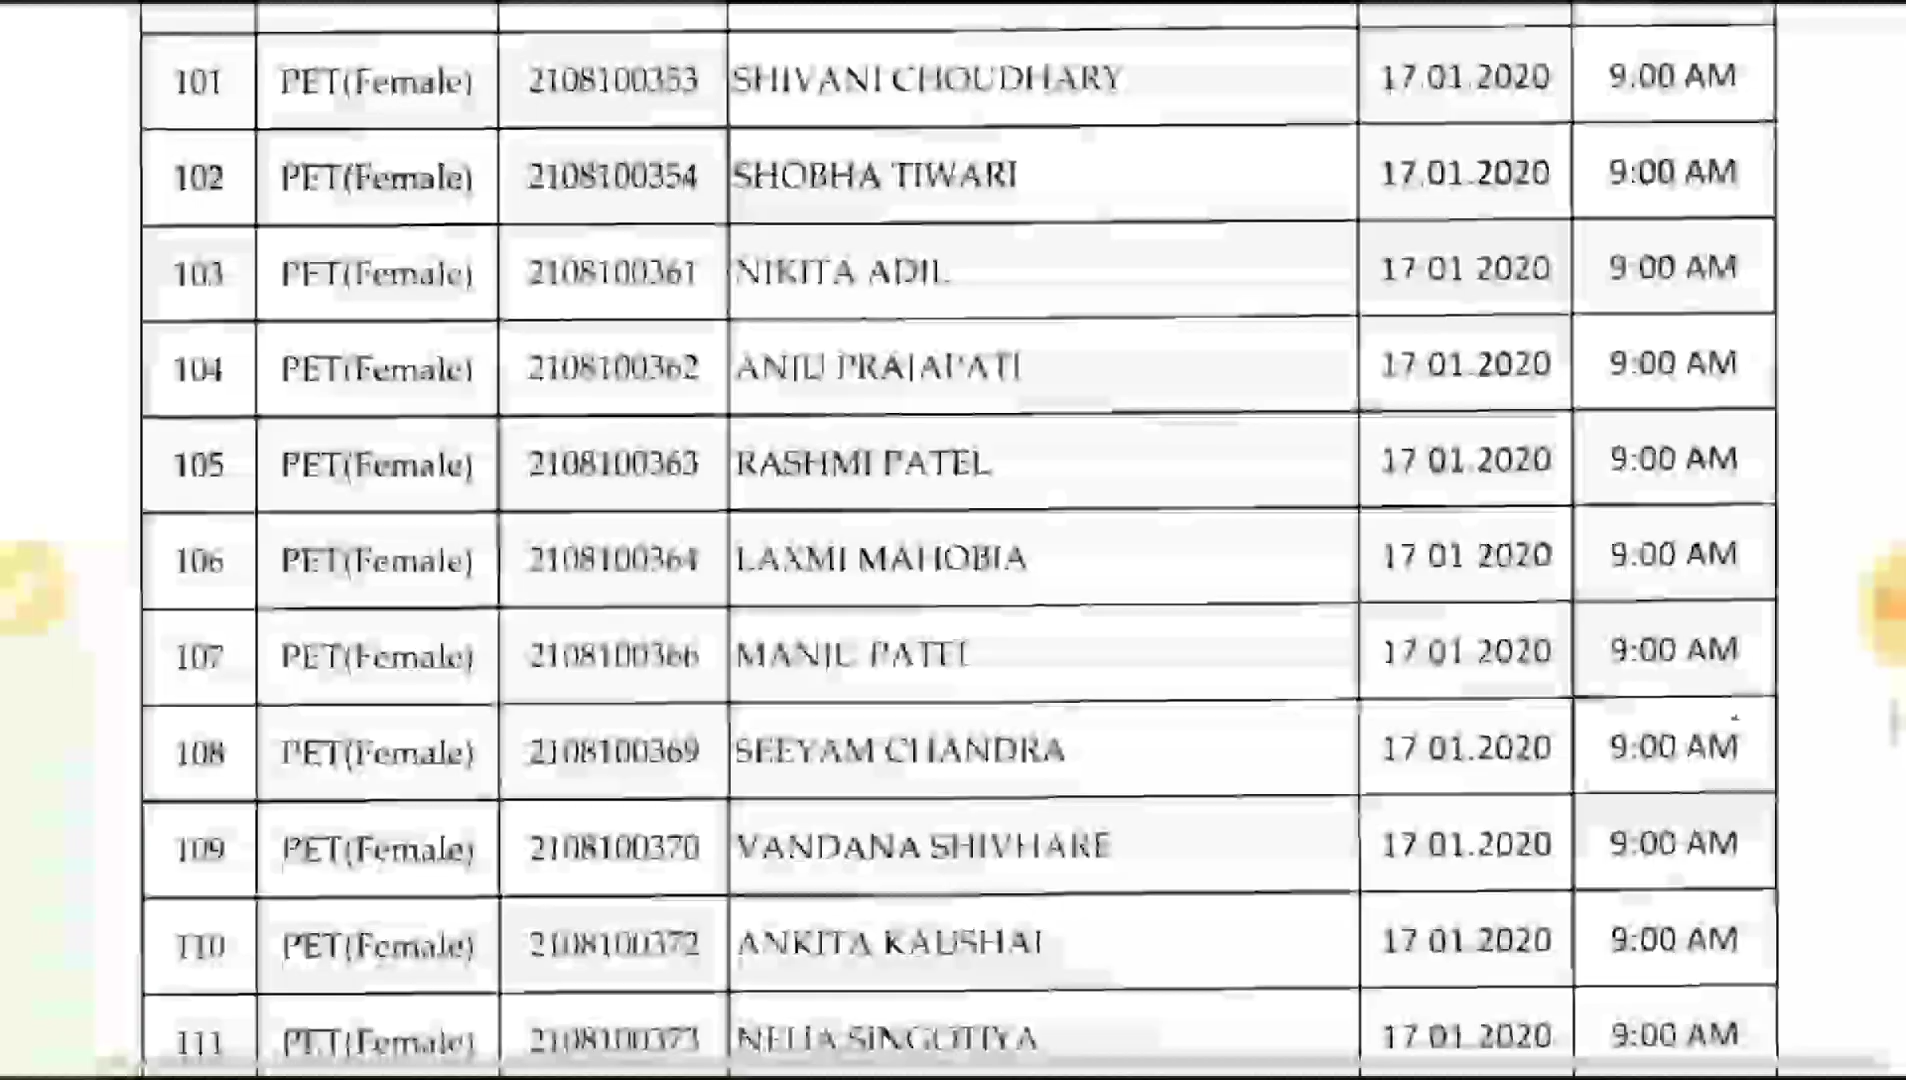 101 PET(Female) 2108100353 SHIVANI CHOUDHARY 17.01.2020 9:00 AM
102 PET(Female) 2108100354 SHOBHA TIWARI 17.01.2020 9:00 AM
103 PET(Female) 2108100361 NIKITA ADIL 17.01.2020 9:00 AM
104 PET(Female) 2108100362 ANJU PRAJAPATI 17.01.2020 9:00 AM
105 PET(Female) 2108100363 RASHMI PATEL 17.01.2020 9:00 AM
106 PET(Female) 2108100364 LAXMI MAHOBIA 17.01.2020 9:00 AM
107 PET(Female) 2108100366 MANJU PATEL 17.01.2020 9:00 AM
108 PET(Female) 2108100369 SEEYAM CHANDRA 17.01.2020 9:00 AM
109 PET(Female) 2108100370 VANDANA SHIVHARE 17.01.2020 9:00 AM
110 PET(Female) 2108100372 ANKITA KAUSHAL 17.01.2020 9:00 AM
111 PET(Female) 2108100373 NEHA SINGOTIYA 17.01.2020 9:00 AM